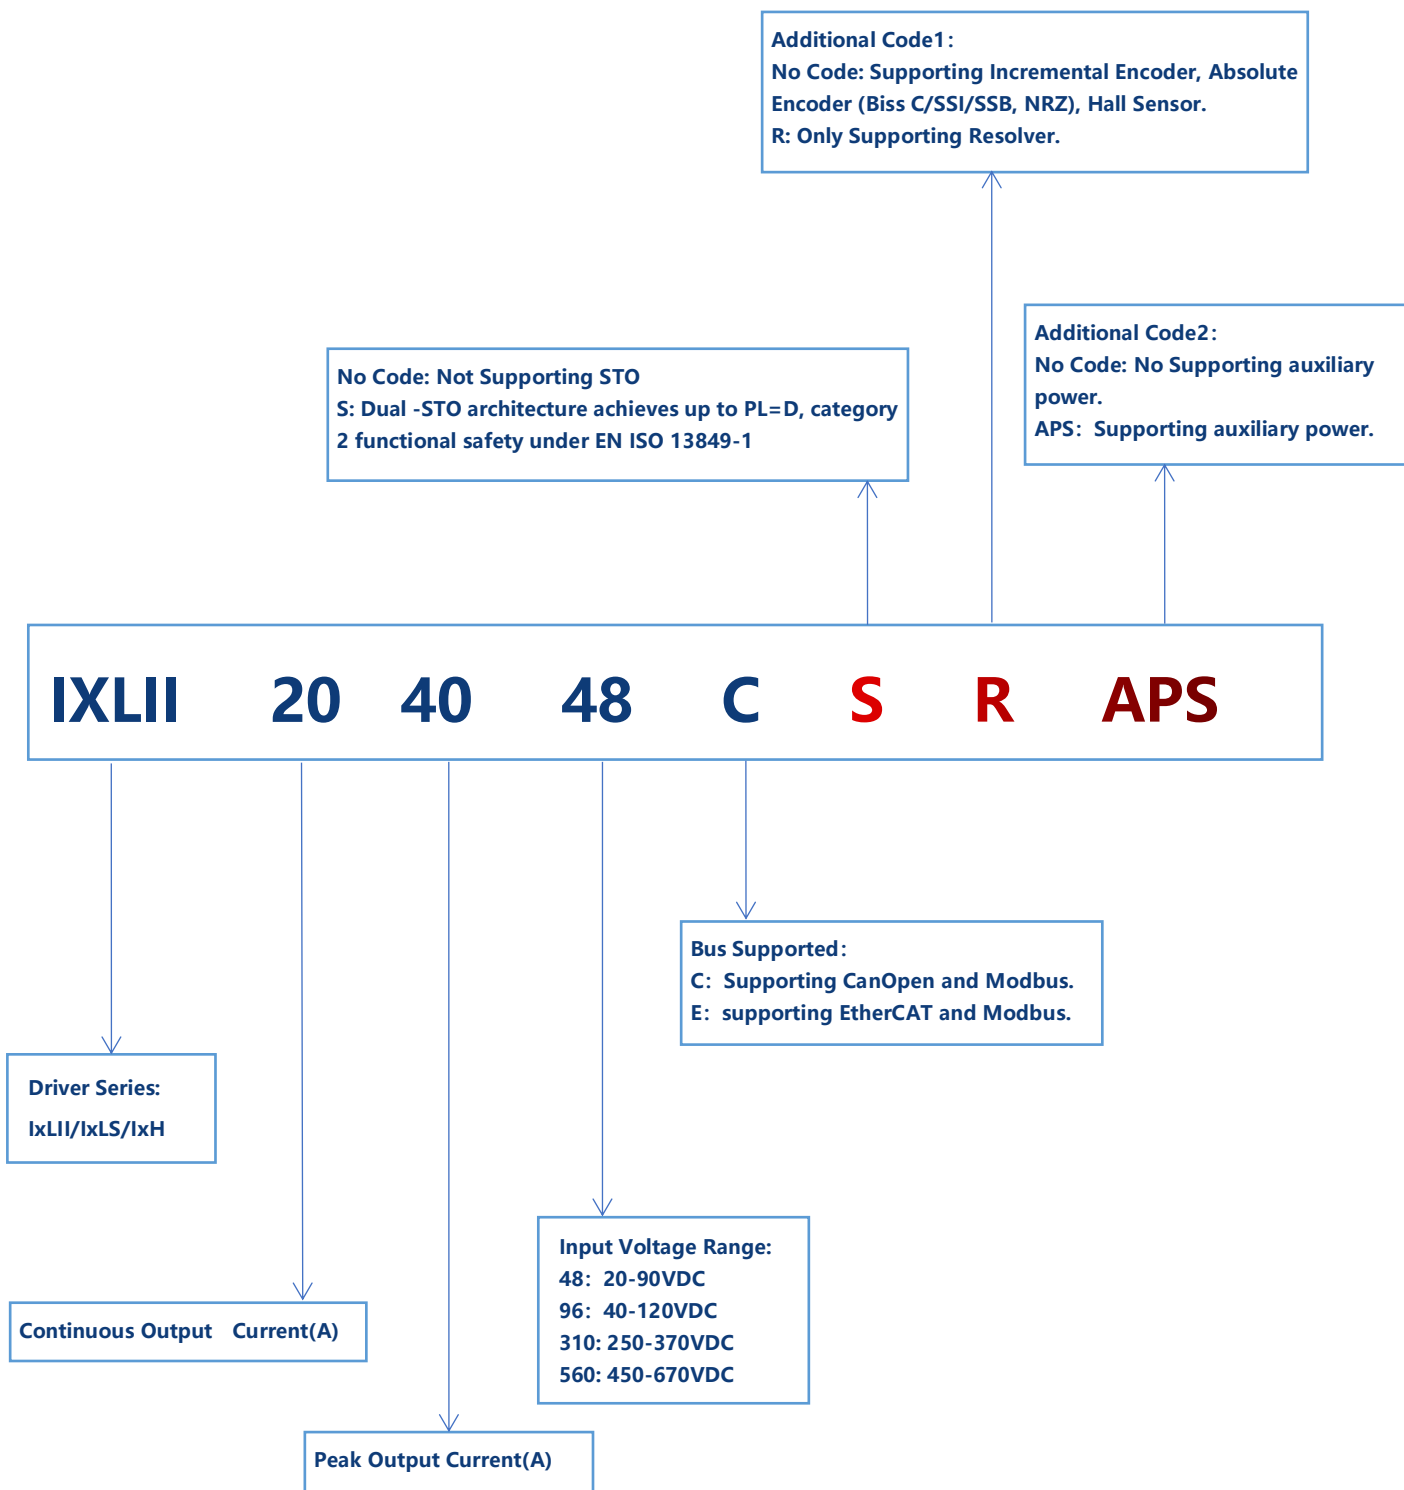 Additional Code1：
No Code: Supporting Incremental Encoder, Absolute
Encoder (Biss C/SSI/SSB, NRZ), Hall Sensor.
R: Only Supporting Resolver.
Additional Code2：
No Code: No Supporting auxiliary
power.
APS： Supporting auxiliary power.
No Code: Not Supporting STO
S: Dual -STO architecture achieves up to PL=D, category
2 functional safety under EN ISO 13849-1
IXLII 20 40 48 C S R APS
Bus Supported：
C： Supporting CanOpen and Modbus.
E： supporting EtherCAT and Modbus.
Driver Series:
IxLII/IxLS/IxH
Input Voltage Range:
48： 20-90VDC
96： 40-120VDC
310: 250-370VDC
560: 450-670VDC
Continuous Output Current(A)
Peak Output Current(A)